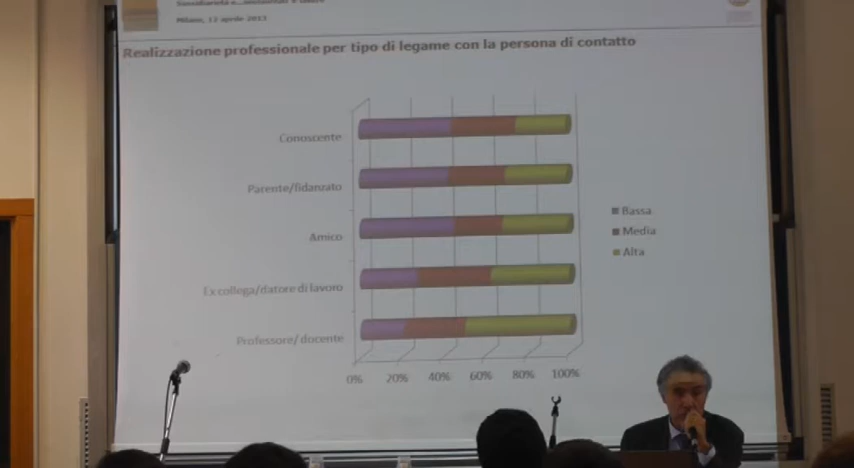 Milano, 12 aprile 2013
Realizzazione professionale per tipo di legame con la persona di contatto
Conoscente
Parente/fidanzato
Amico
Ex collega/datore di lavoro
Professore/docente
0% 20% 40% 60% 80% 100%
Bassa
Media
Alta